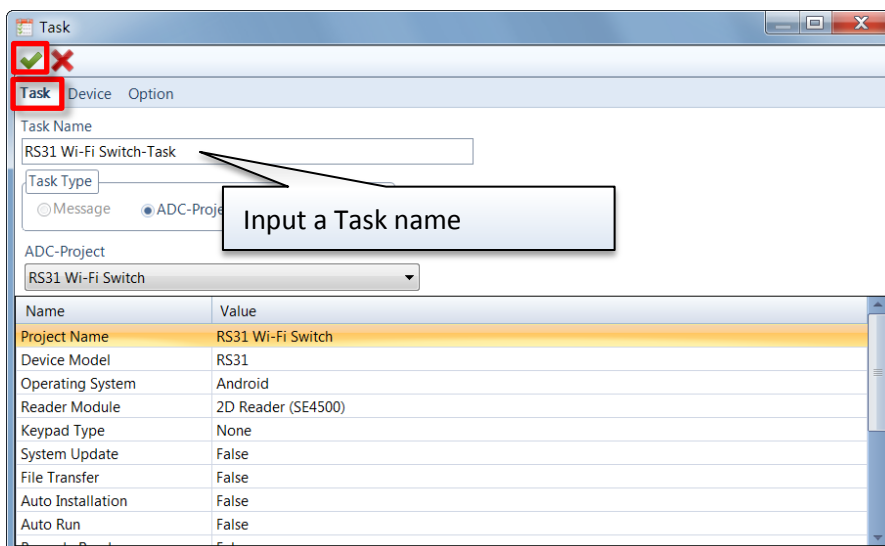 Task
Task Device Option
Task Name
RS31 Wi-Fi Switch-Task
Task Type
Message ADC-Proje
Input a Task name
ADC-Project
RS31 Wi-Fi Switch
Name Value
Project Name RS31 Wi-Fi Switch
Device Model RS31
Operating System Android
Reader Module 2D Reader (SE4500)
Keypad Type None
System Update False
File Transfer False
Auto Installation False
Auto Run False